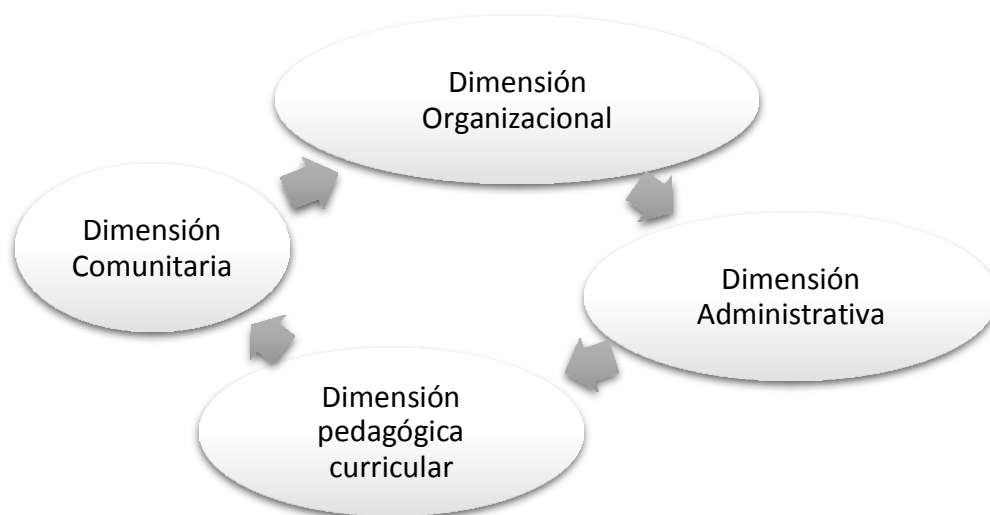 Dimensión
Organizacional
Dimensión
Comunitaria
Dimensión
Administrativa
Dimensión
pedagógica
curricular